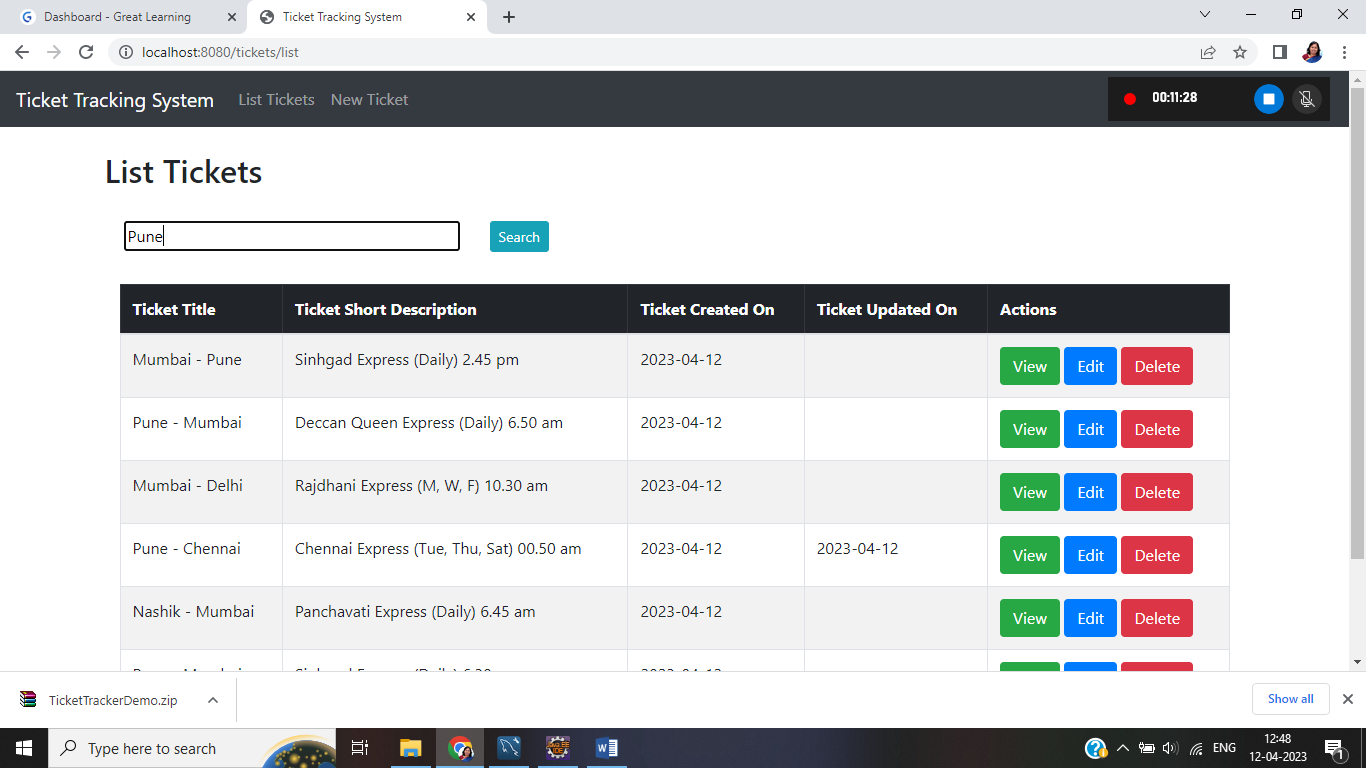 Dashboard - Great Learning
Ticket Tracking System
localhost:8080/tickets/list
Ticket Tracking System List Tickets New Ticket 00:11:28
List Tickets
Pune Search
Ticket Title Ticket Short Description Ticket Created On Ticket Updated On Actions
Mumbai - Pune Sinhgad Express (Daily) 2.45 pm 2023-04-12 View Edit Delete
Pune - Mumbai Deccan Queen Express (Daily) 6.50 am 2023-04-12 View Edit Delete
Mumbai - Delhi Rajdhani Express (M, W, F) 10.30 am 2023-04-12 View Edit Delete
Pune - Chennai Chennai Express (Tue, Thu, Sat) 00.50 am 2023-04-12 2023-04-12 View Edit Delete
Nashik - Mumbai Panchavati Express (Daily) 6.45 am 2023-04-12 View Edit Delete
TicketTrackerDemo.zip Show all
Type here to search ENG 12:48
12-04-2023 1